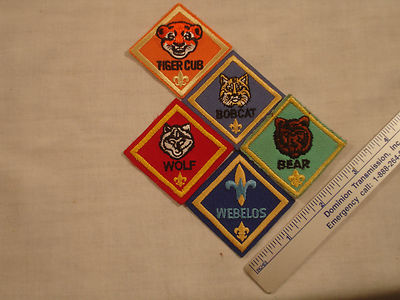 TIGER CUB
BOBCAT
WOLF
BEAR
WEBELOS
Dominion Transmission, Inc.
Emergency call: 1-888-264-